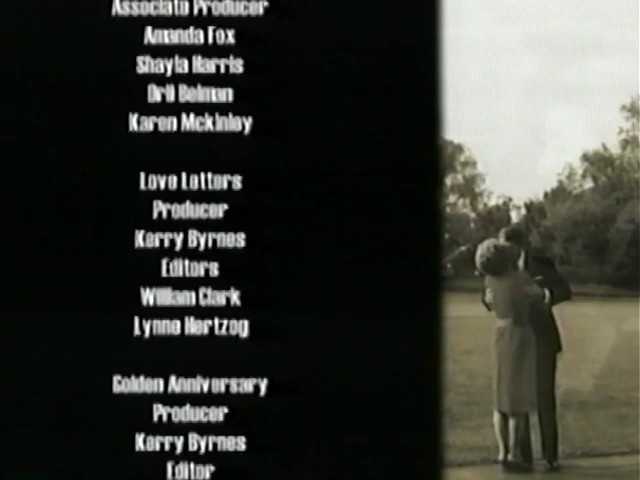 Associate Producer
Amanda Fox
Shayla Harris
Orli Belman
Karen Mckinley
Love Letters
Producer
Kerry Byrnes
Editors
William Clark
Lynne Hertzog
Golden Anniversary
Producer
Kerry Byrnes
Editor